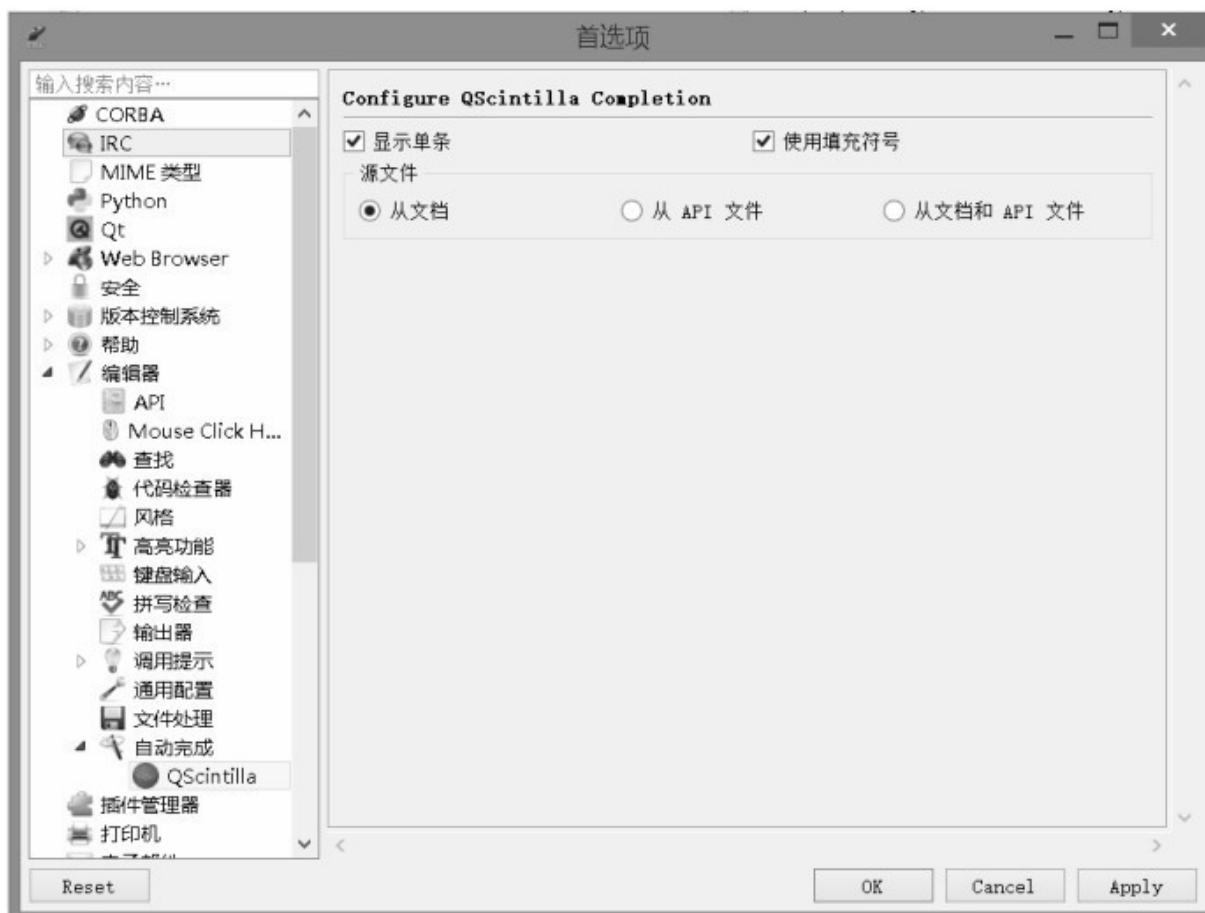 首选项
输入搜索内容…
CORBA
IRC
MIME 类型
Python
Qt
Web Browser
安全
版本控制系统
帮助
编辑器
API
Mouse Click H...
查找
代码检查器
风格
高亮功能
键盘输入
拼写检查
输出器
调用提示
通用配置
文件处理
自动完成
QScintilla
插件管理器
打印机
Configure QScintilla Completion
显示单条 使用填充符号
源文件
从文档 从 API 文件 从文档和 API 文件
Reset OK Cancel Apply